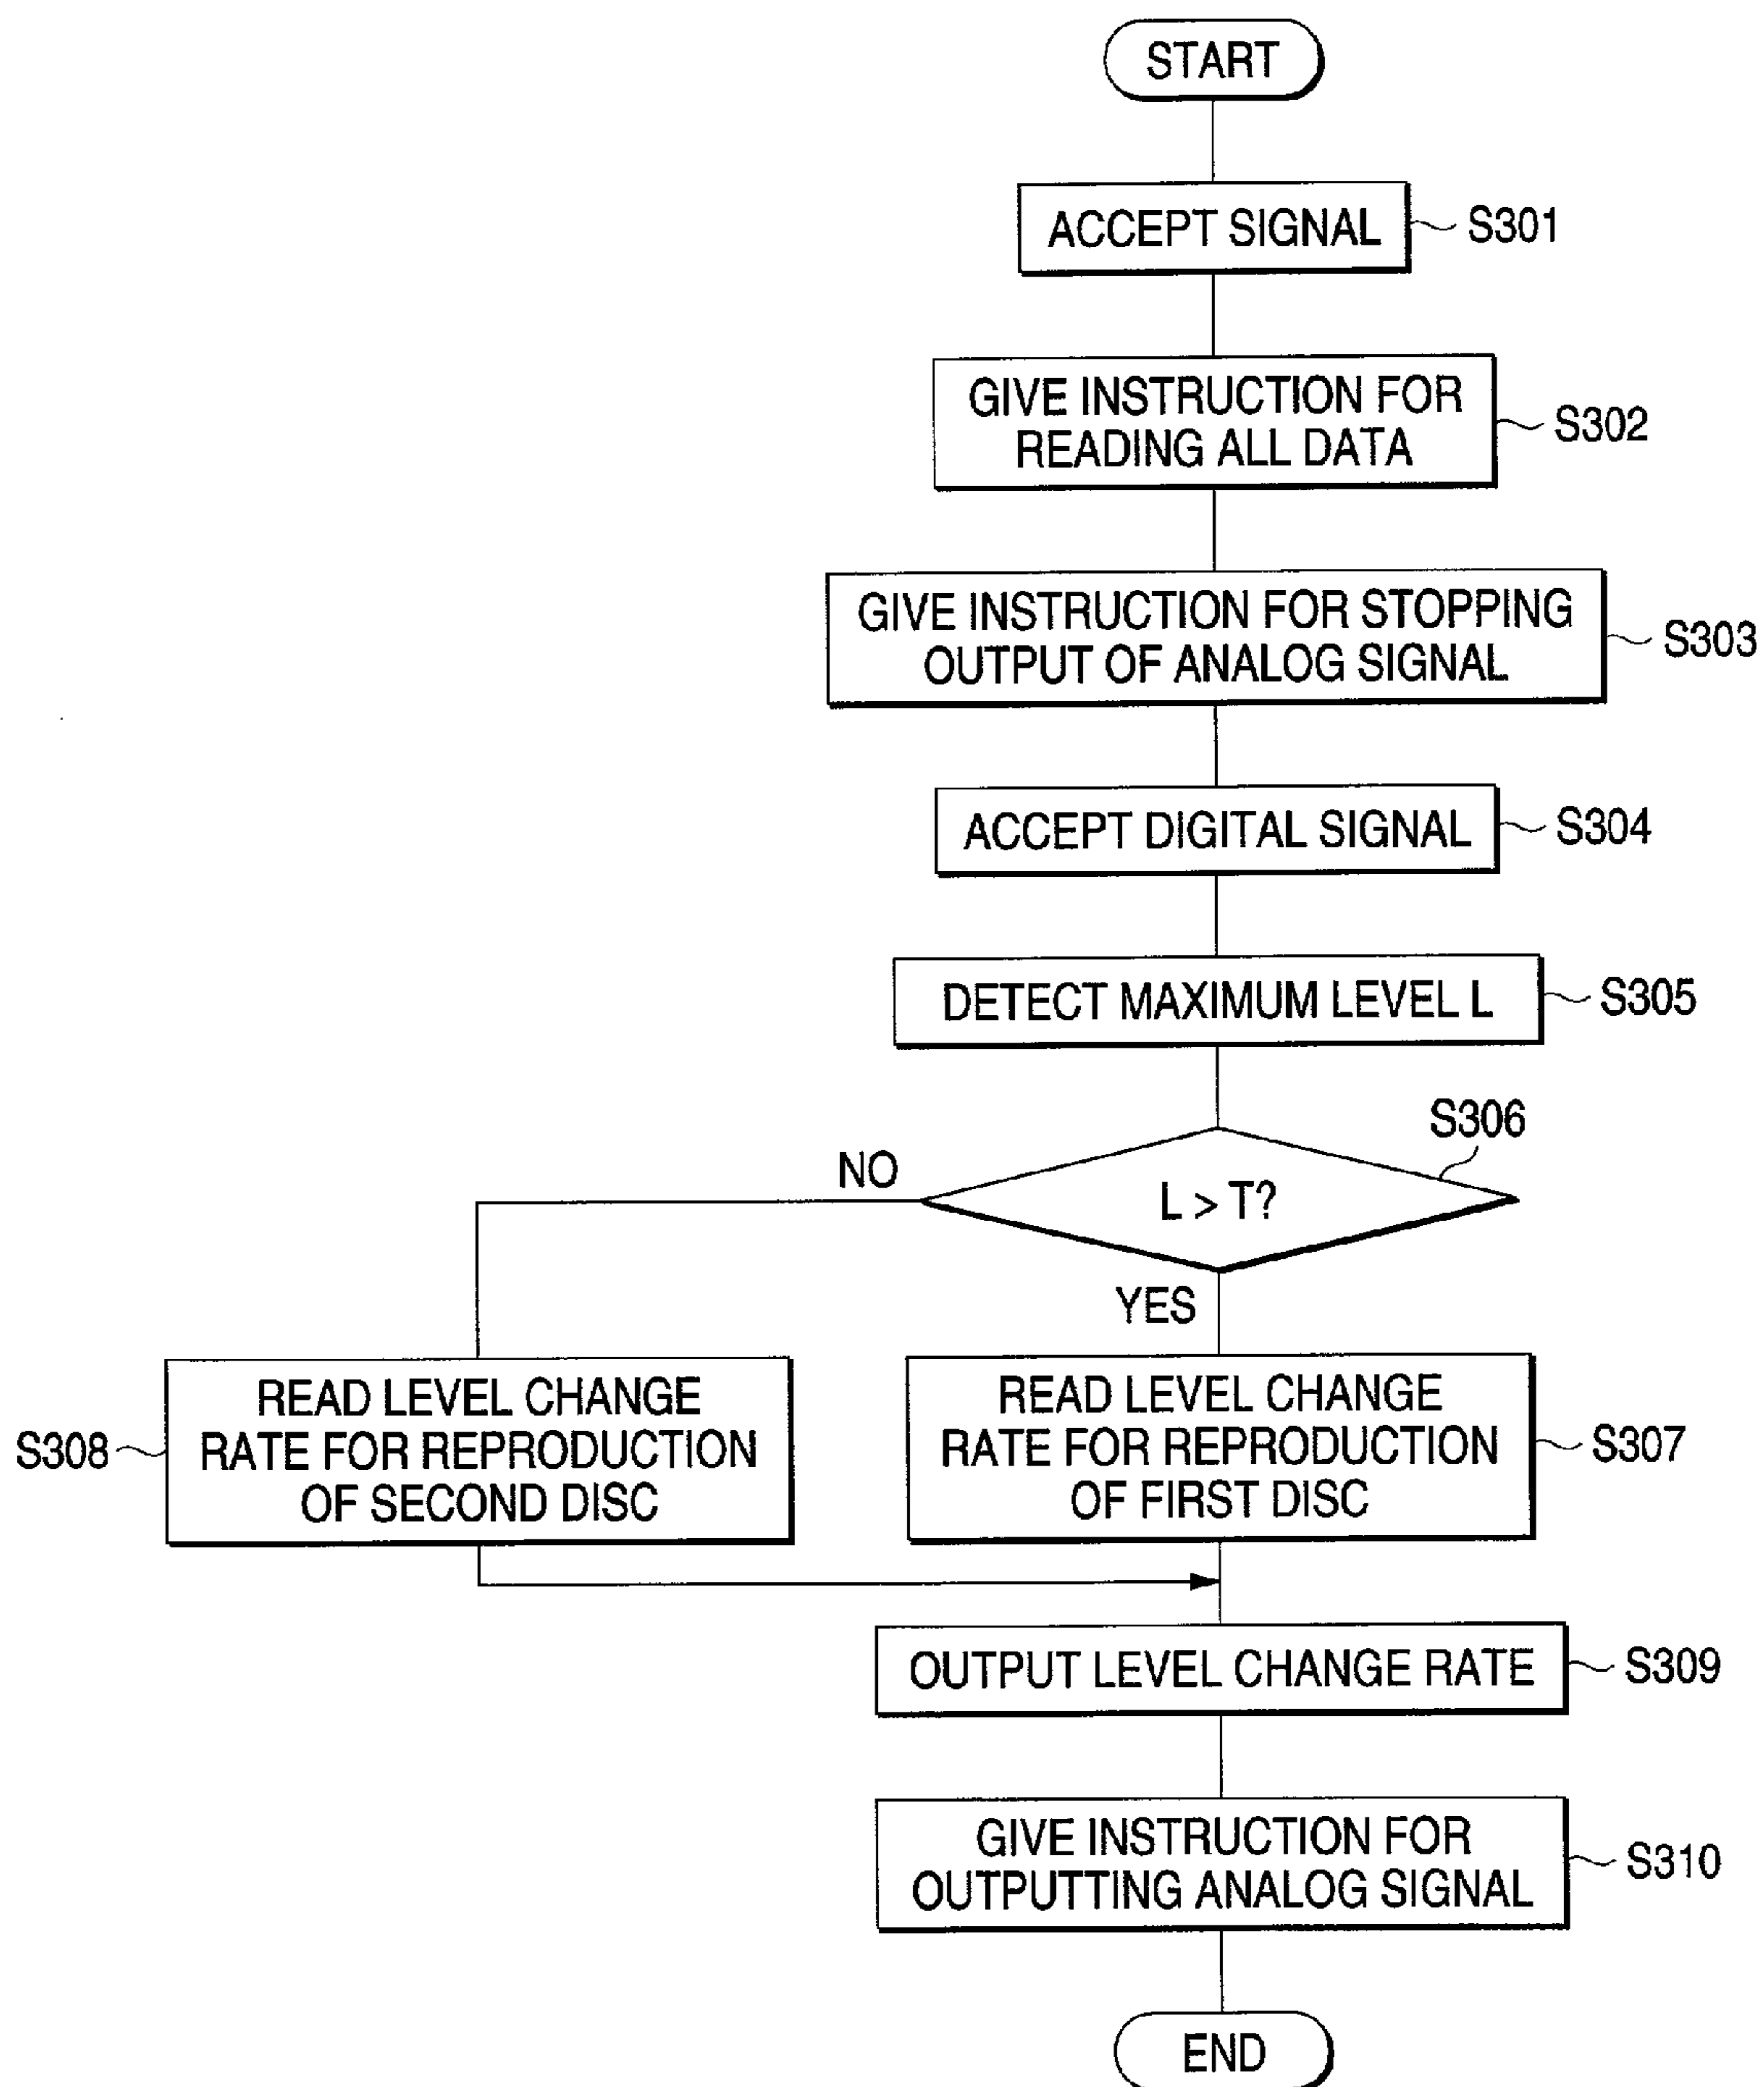 START
ACCEPT SIGNAL
S301
GIVE INSTRUCTION FOR
READING ALL DATA
S302
GIVE INSTRUCTION FOR STOPPING
OUTPUT OF ANALOG SIGNAL
S303
ACCEPT DIGITAL SIGNAL
S304
DETECT MAXIMUM LEVEL L
S305
S306
L > T?
NO
YES
S308
READ LEVEL CHANGE
RATE FOR REPRODUCTION
OF SECOND DISC
READ LEVEL CHANGE
RATE FOR REPRODUCTION
OF FIRST DISC
S307
OUTPUT LEVEL CHANGE RATE
S309
GIVE INSTRUCTION FOR
OUTPUTTING ANALOG SIGNAL
S310
END